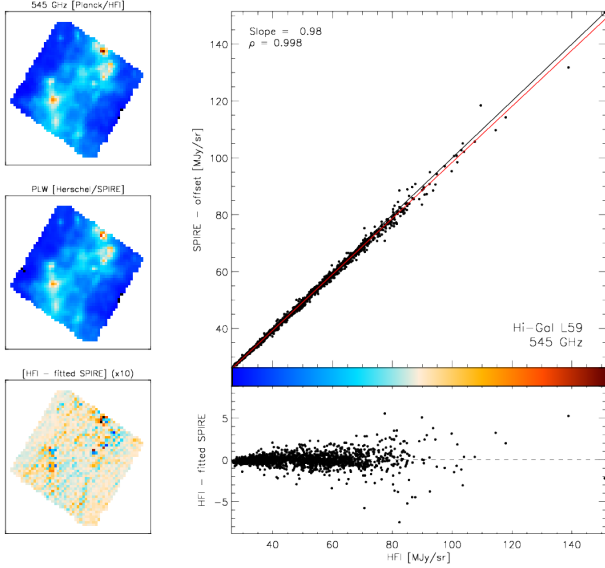 545 GHz [Planck/HFI]
PLW [Herschel/SPIRE]
[HFI – fitted SPIRE] (x10)
Slope = 0.98
ρ = 0.998
SPIRE – offset [MJy/sr]
140
120
100
80
60
40
Hi-Gal L59
545 GHz
HFI – fitted SPIRE
5
0
-5
40 60 80 100 120 140
HFI [MJy/sr]